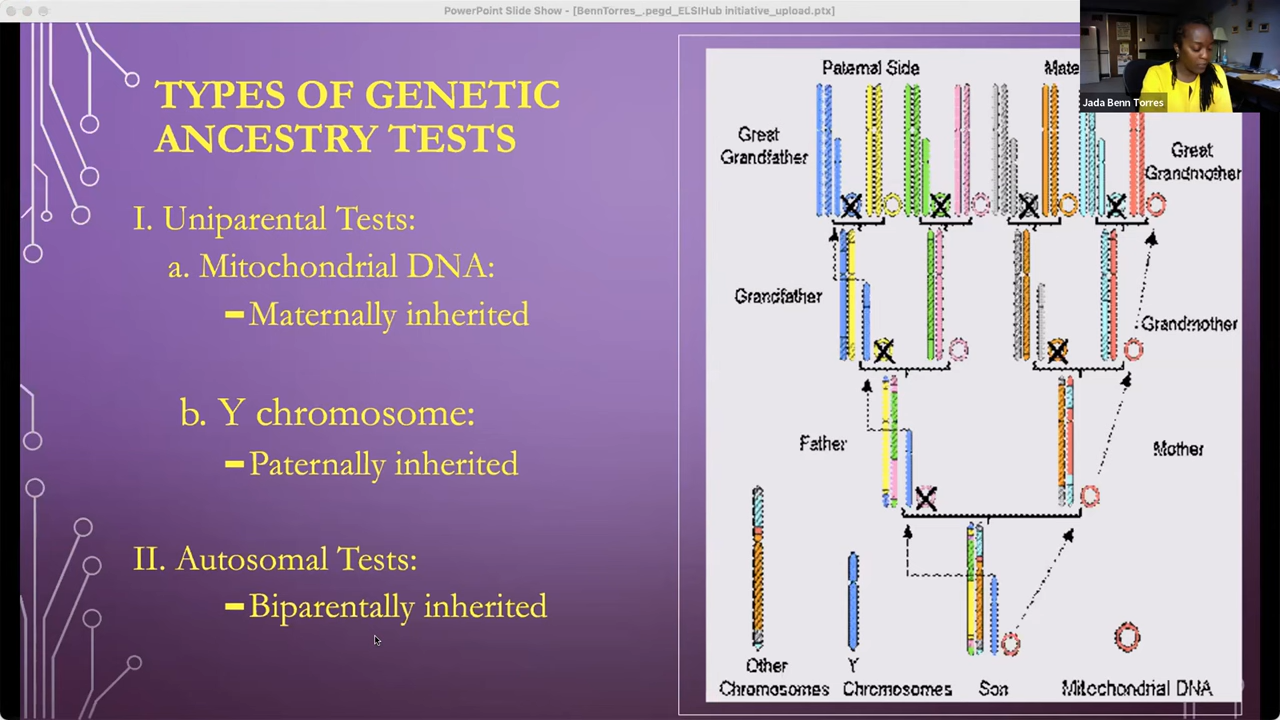 PowerPoint Slide Show - [BennTorres_.pegd_ELSIHub initiative_upload.ptx]
Jada Benn Torres
TYPES OF GENETIC
ANCESTRY TESTS
I. Uniparental Tests:
a. Mitochondrial DNA:
–Maternally inherited
b. Y chromosome:
–Paternally inherited
II. Autosomal Tests:
–Biparentally inherited
Paternal Side
Mate
Great
Grandfather
Great
Grandmother
Grandfather
Grandmother
Father
Mother
Other
Chromosomes
Y
Chromosomes
Son
Mitochondrial DNA